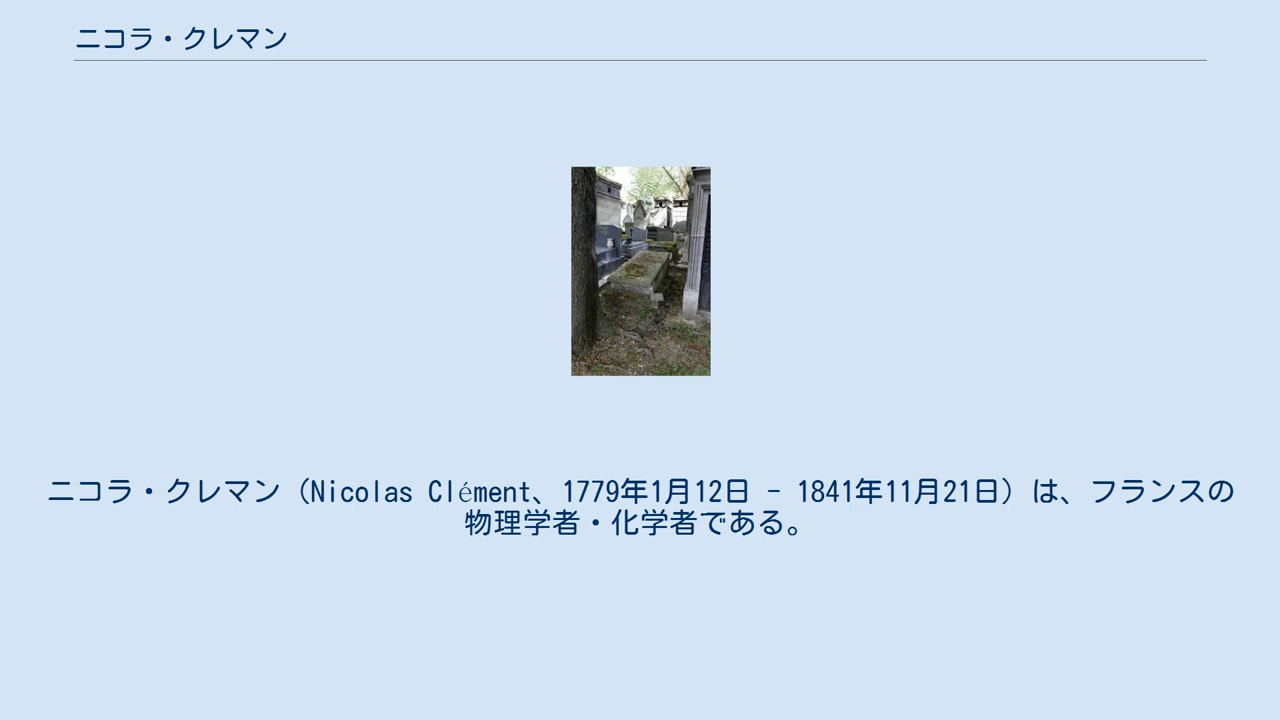 ニコラ・クレマン
ニコラ・クレマン（Nicolas Clément、1779年1月12日 - 1841年11月21日）は、フランスの
物理学者・化学者である。